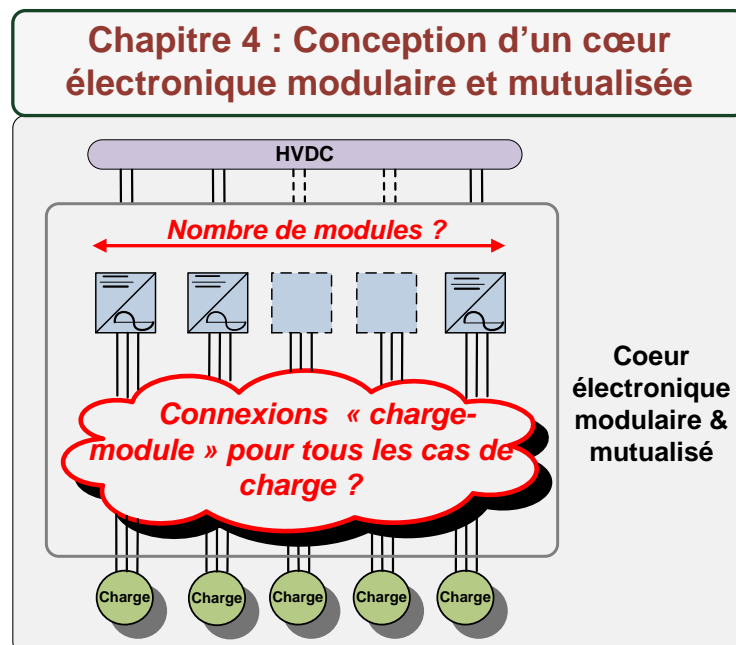 Chapitre 4 : Conception d'un cœur
électronique modulaire et mutualisée
HVDC
Nombre de modules ?
Connexions « charge-
module » pour tous les cas de
charge ?
Coeur
électronique
modulaire &
mutualisé
Charge
Charge
Charge
Charge
Charge